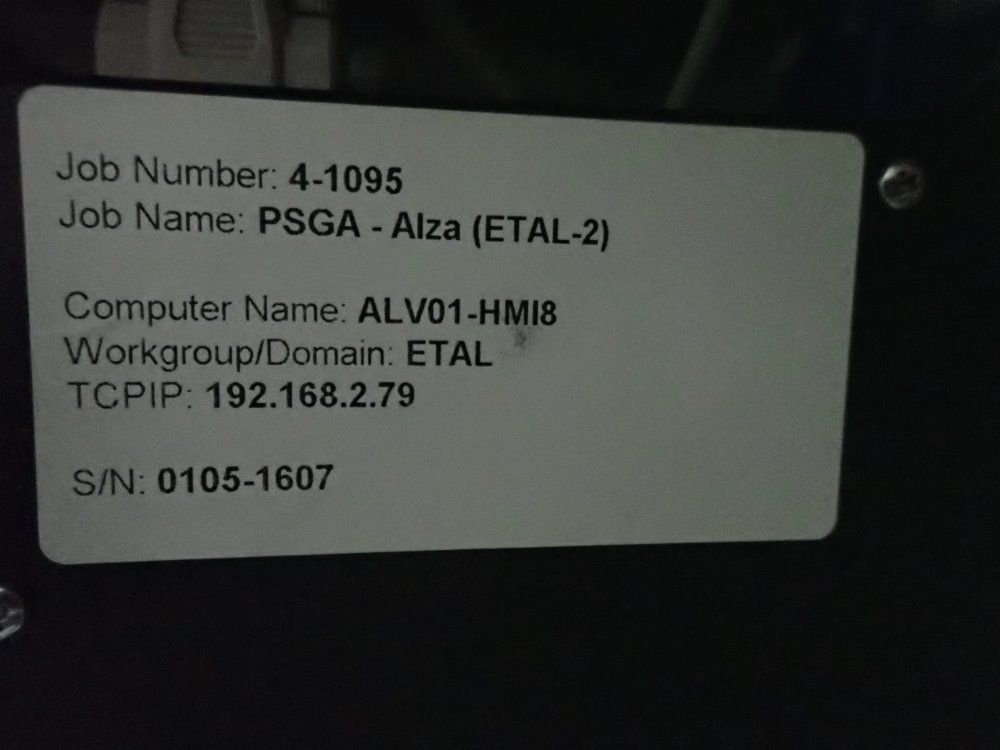 Job Number: 4-1095
Job Name: PSGA - Alza (ETAL-2)
Computer Name: ALV01-HMI8
Workgroup/Domain: ETAL
TCPIP: 192.168.2.79
S/N: 0105-1607